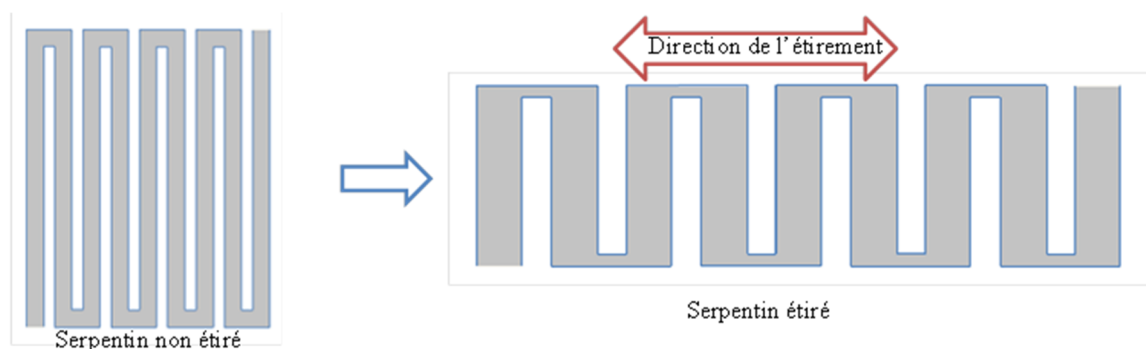 Direction de l'étirement
Serpentin non étiré
Serpentin étiré